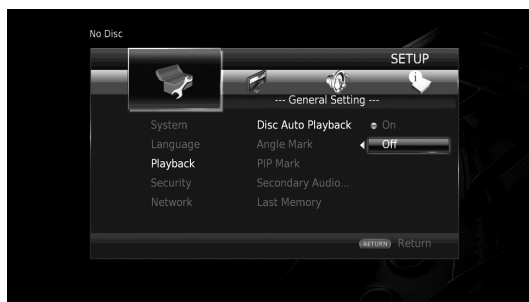 No Disc
SETUP
--- General Setting ---
System
Language
Playback
Security
Network
Disc Auto Playback
Angle Mark
PIP Mark
Secondary Audio...
Last Memory
On
Off
RETURN Return